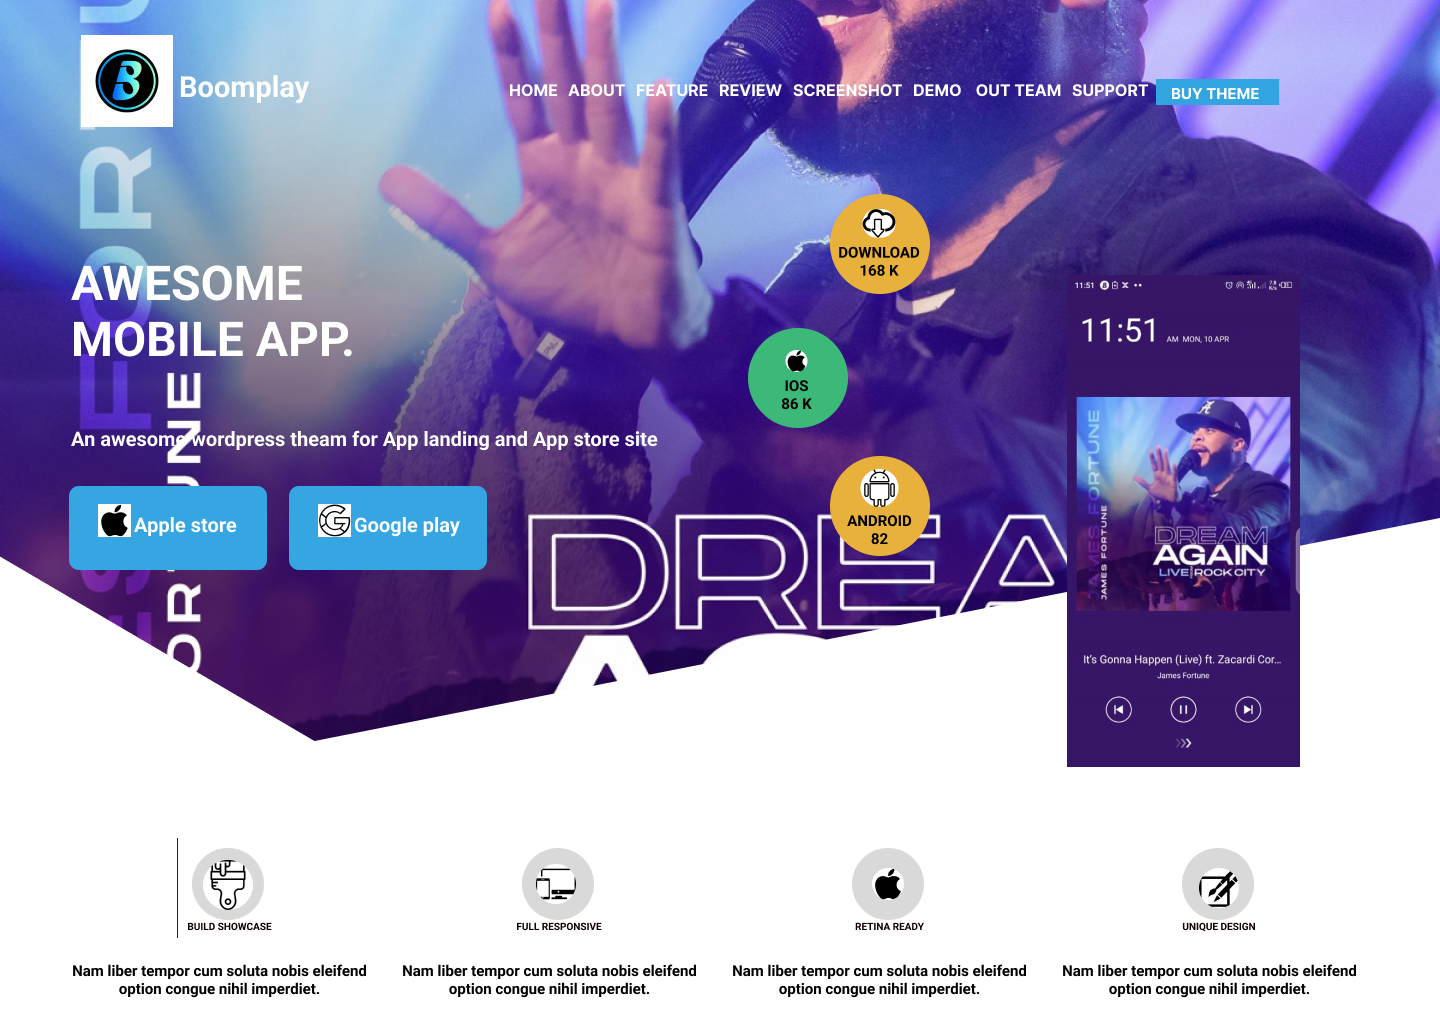 Boomplay
HOME ABOUT FEATURE REVIEW SCREENSHOT DEMO OUT TEAM SUPPORT BUY THEME
AWESOME
MOBILE APP.
An awesome wordpress theam for App landing and App store site
Apple store
Google play
DOWNLOAD
168 K
IOS
86 K
ANDROID
82
FORTUNE
DREA
11:51
11:51 AM MON, 10 APR
JAMES FORTUNE
JAMES FORTUNE
DREAM
AGAIN
LIVE ROCK CITY
It's Gonna Happen (Live) ft. Zacardi Cor...
James Fortune
BUILD SHOWCASE
Nam liber tempor cum soluta nobis eleifend
option congue nihil imperdiet.
FULL RESPONSIVE
Nam liber tempor cum soluta nobis eleifend
option congue nihil imperdiet.
RETINA READY
Nam liber tempor cum soluta nobis eleifend
option congue nihil imperdiet.
UNIQUE DESIGN
Nam liber tempor cum soluta nobis eleifend
option congue nihil imperdiet.